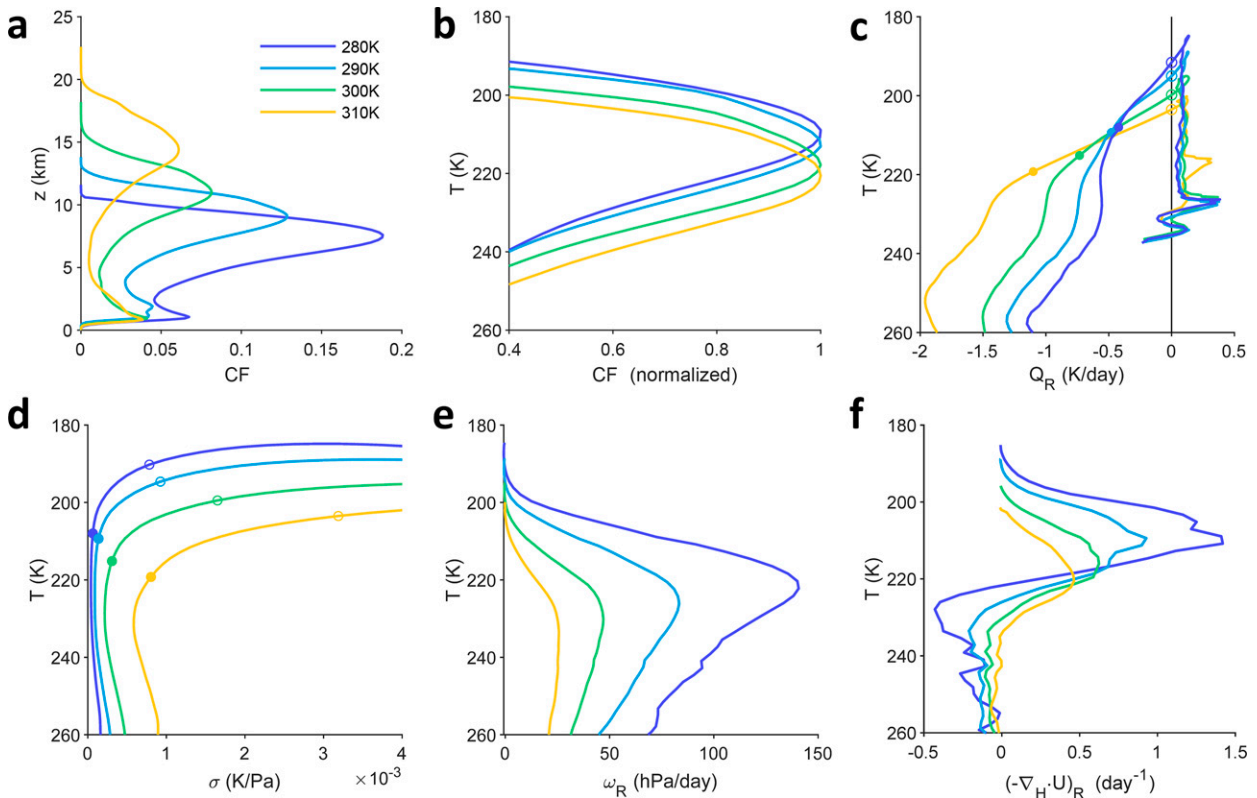 a
25
20
15
10
5
0
z (km)
0 0.05 0.1 0.15 0.2
CF
280K
290K
300K
310K
b
180
200
220
240
260
T (K)
0.4 0.6 0.8 1
CF (normalized)
c
180
200
220
240
260
T (K)
-2 -1.5 -1 -0.5 0 0.5
Q_R (K/day)
d
180
200
220
240
260
T (K)
0 1 2 3 4
σ (K/Pa) × 10^-3
e
180
200
220
240
260
T (K)
0 50 100 150
ω_R (hPa/day)
f
180
200
220
240
260
T (K)
-0.5 0 0.5 1 1.5
(-∇_H·U)_R (day^-1)